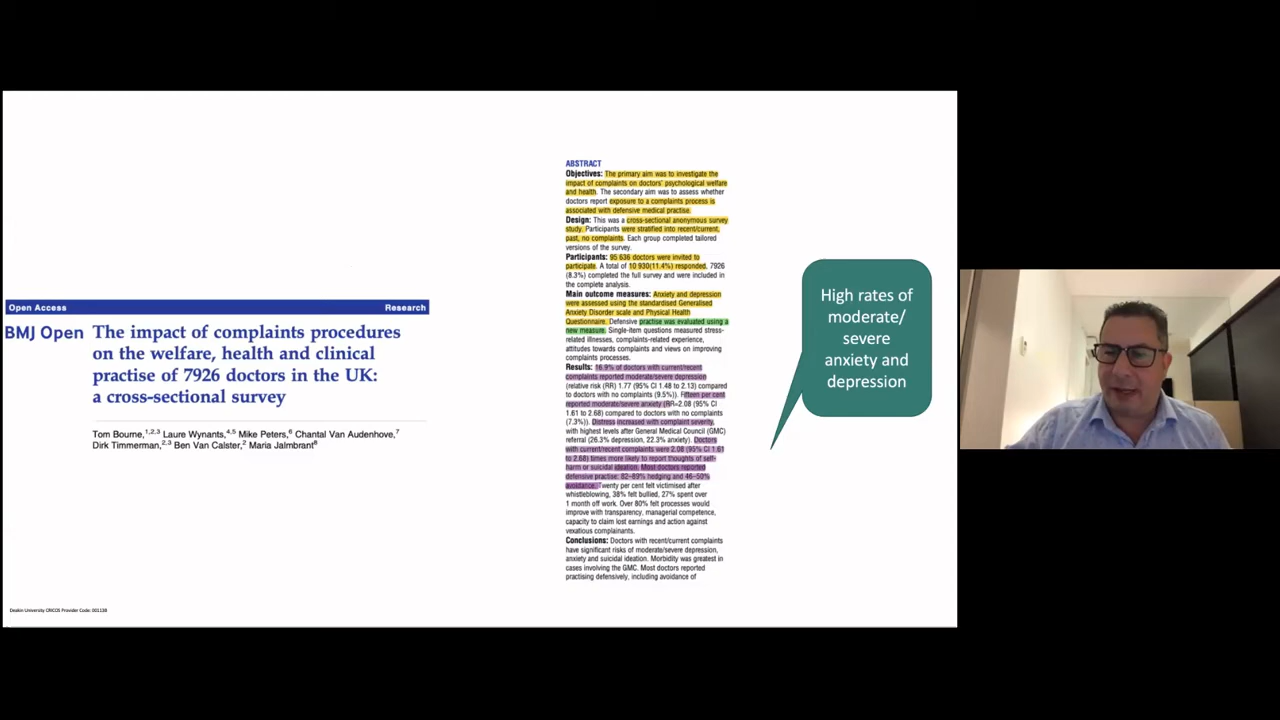 Open Access Research
BMJ Open The impact of complaints procedures
on the welfare, health and clinical
practise of 7926 doctors in the UK:
a cross-sectional survey
Tom Bourne,1,2,3 Laure Wynants,4,5 Mike Peters,6 Chantal Van Audenhove,7
Dirk Timmerman,2,3 Ben Van Calster,2 Maria Jalmbrant8
ABSTRACT
Objectives: The primary aim was to investigate the
impact of complaints on doctors' psychological welfare
and health. The secondary aim was to assess whether
doctors report exposure to a complaints process is
associated with defensive medical practise.
Design: This was a cross-sectional anonymous survey
study. Participants were stratified into recent/current,
past, no complaints. Each group completed tailored
versions of the survey.
Participants: 95 636 doctors were invited to
participate. A total of 10 930(11.4%) responded. 7926
(8.3%) completed the full survey and were included in
the complete analysis.
Main outcome measures: Anxiety and depression
were assessed using the standardised Generalised
Anxiety Disorder scale and Physical Health
Questionnaire. Defensive practise was evaluated using a
new measure. Single-item questions measured stress-
related illnesses, complaints-related experience,
attitudes towards complaints and views on improving
complaints processes.
Results: 16.9% of doctors with current/recent
complaints reported moderate/severe depression
(relative risk (RR) 1.77 (95% CI 1.48 to 2.13) compared
to doctors with no complaints (9.5%)). Fifteen per cent
reported moderate/severe anxiety (RR=2.08 (95% CI
1.61 to 2.68) compared to doctors with no complaints
(7.3%)). Distress increased with complaint severity,
with highest levels after General Medical Council (GMC)
referral (26.3% depression, 22.3% anxiety). Doctors
with current/recent complaints were 2.08 (95% CI 1.61
to 2.68) times more likely to report thoughts of self-
harm or suicidal ideation. Most doctors reported
defensive practise: 82–89% hedging and 46–50%
avoidance. Twenty per cent felt victimised after
whistleblowing, 38% felt bullied, 27% spent over
1 month off work. Over 80% felt processes would
improve with transparency, managerial competence,
capacity to claim lost earnings and action against
vexatious complainants.
Conclusions: Doctors with recent/current complaints
have significant risks of moderate/severe depression,
anxiety and suicidal ideation. Morbidity was greatest in
cases involving the GMC. Most doctors reported
practising defensively, including avoidance of
High rates of
moderate/
severe
anxiety and
depression
Deakin University CRICOS Provider Code: 00113B